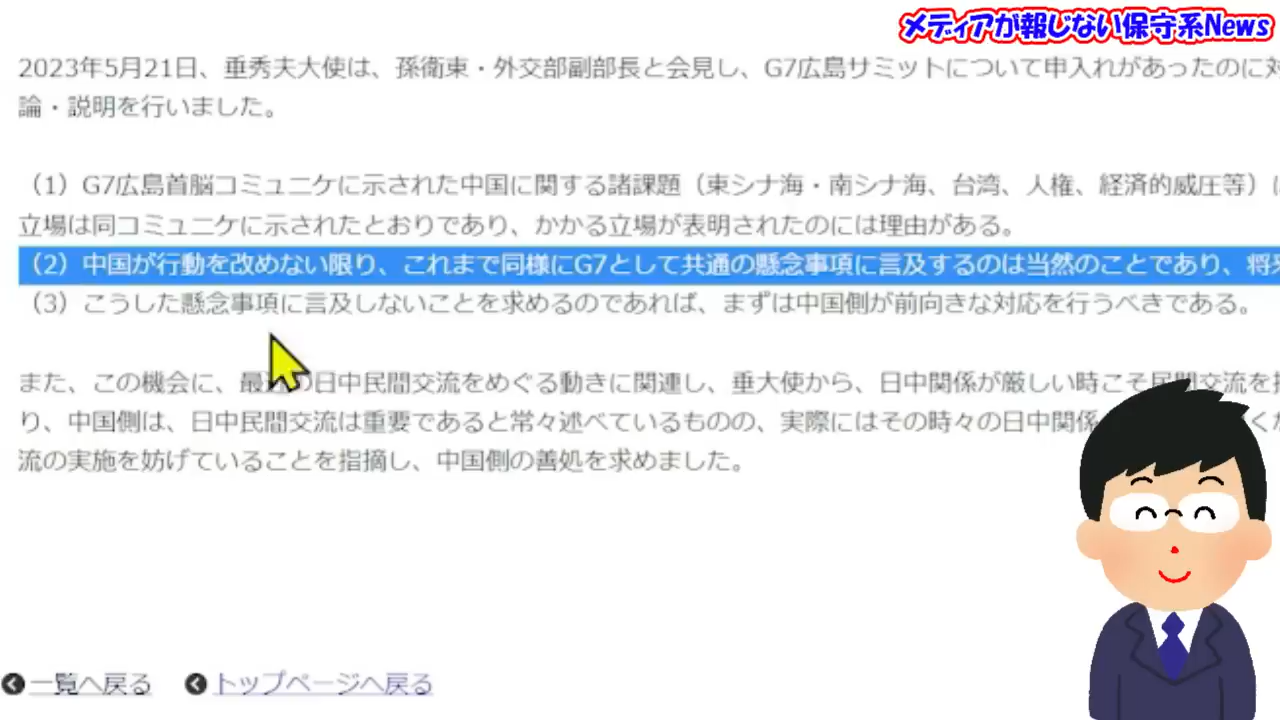 メディアが報じない保守系News
2023年5月21日、垂秀夫大使は、孫衛東・外交部副部長と会見し、G7広島サミットについて申入れがあったのに対
論・説明を行いました。
（1）G7広島首脳コミュニケに示された中国に関する諸課題（東シナ海・南シナ海、台湾、人権、経済的威圧等）に
立場は同コミュニケに示されたとおりであり、かかる立場が表明されたのには理由がある。
（2）中国が行動を改めない限り、これまで同様にG7として共通の懸念事項に言及するのは当然のことであり、将来
（3）こうした懸念事項に言及しないことを求めるのであれば、まずは中国側が前向きな対応を行うべきである。
また、この機会に、最近の日中民間交流をめぐる動きに関連し、垂大使から、日中関係が厳しい時こそ民間交流を
り、中国側は、日中民間交流は重要であると常々述べているものの、実際にはその時々の日中関係
流の実施を妨げていることを指摘し、中国側の善処を求めました。
一覧へ戻る トップページへ戻る